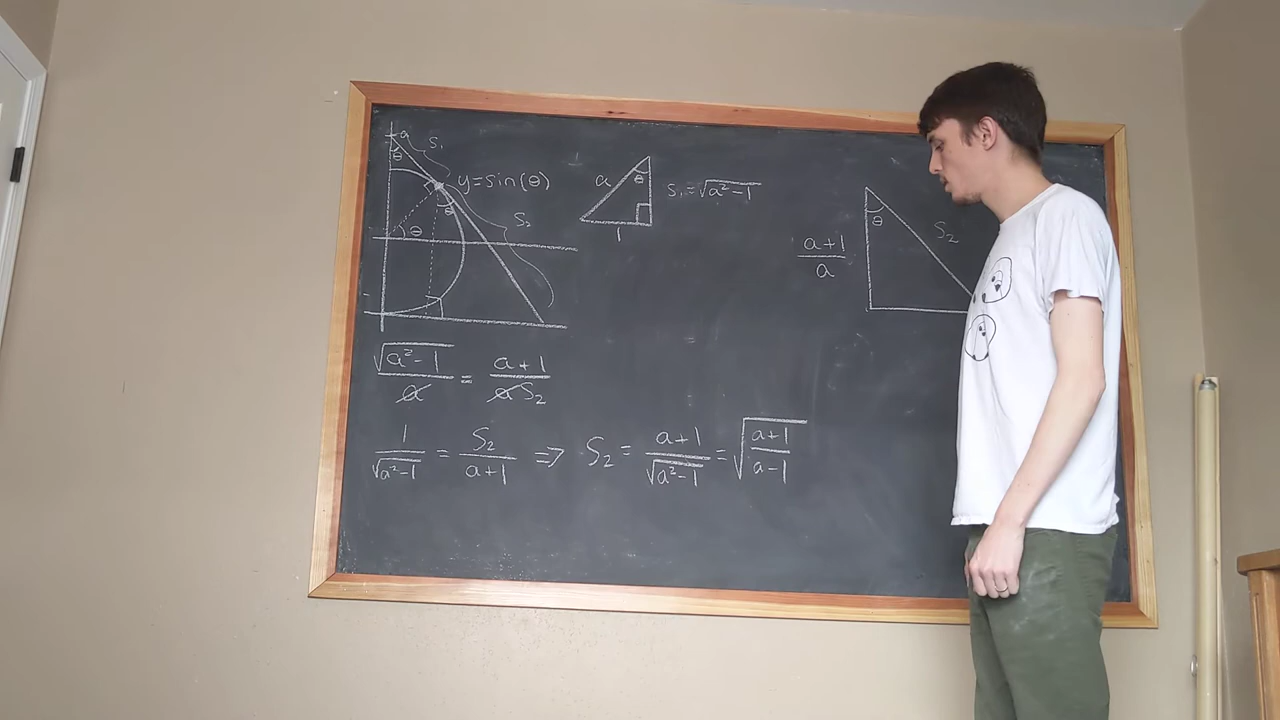 a
S₁
θ
y=sin(θ)
θ
θ
S₂
a
θ
1
S₁=√(a²-1)
a+1
a
θ
S₂
√(a²-1)/a = (a+1)/(aS₂)
1/√(a²-1) = S₂/(a+1) ⇒ S₂ = (a+1)/√(a²-1) = √((a+1)/(a-1))